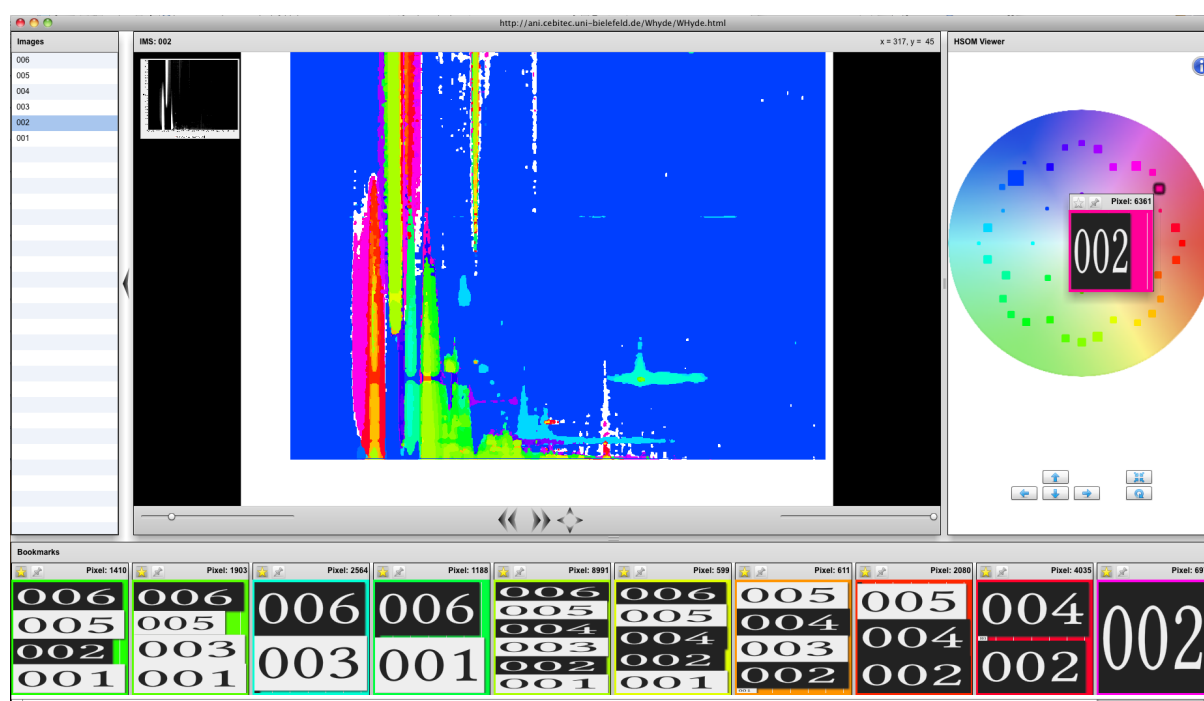 http://ani.cebitec.uni-bielefeld.de/Whyde/WHyde.html
Images
006
005
004
003
002
001
IMS: 002
x = 317, y = 45
HSOM Viewer
Pixel: 6361
002
Bookmarks
Pixel: 1410
006
005
002
001
Pixel: 1903
006
005
003
001
Pixel: 2564
006
003
Pixel: 1188
006
001
Pixel: 8991
006
005
004
003
002
001
Pixel: 599
006
005
004
002
001
Pixel: 611
005
004
003
002
Pixel: 2080
005
004
002
Pixel: 4035
004
002
Pixel: 69
002